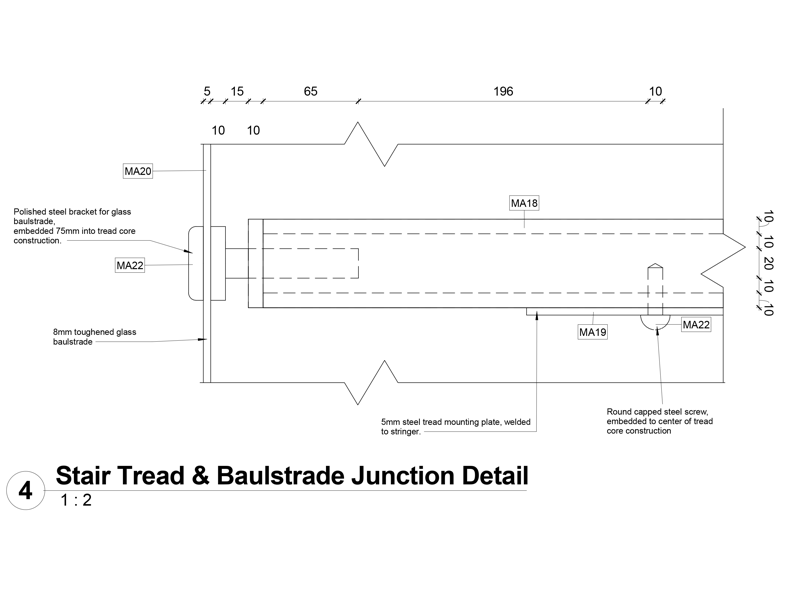 5 15 65 196 10
10 10
MA20
MA18
Polished steel bracket for glass
baulstrade,
embedded 75mm into tread core
construction.
MA22
10
10
20
10
10
8mm toughened glass
baulstrade
MA19
MA22
5mm steel tread mounting plate, welded
to stringer.
Round capped steel screw,
embedded to center of tread
core construction
4
Stair Tread & Baulstrade Junction Detail
1 : 2